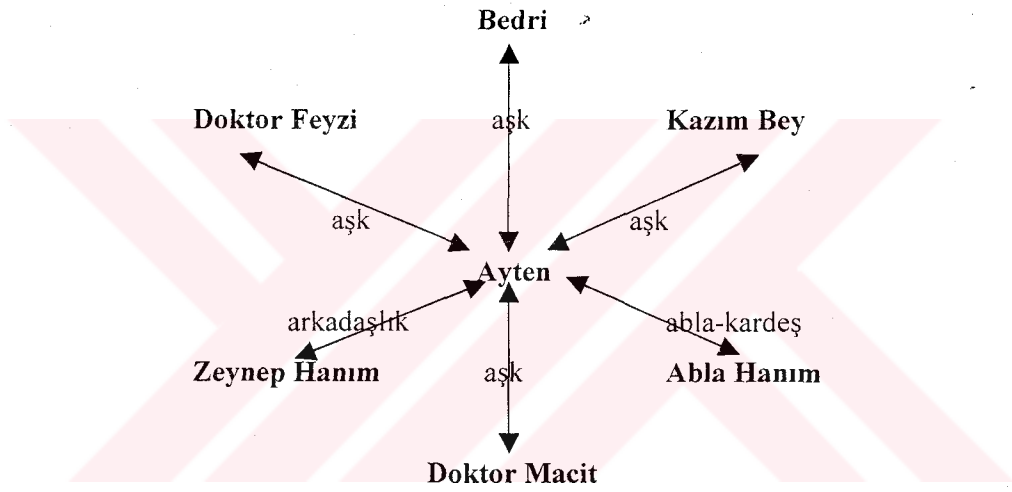 Bedri
Doktor Feyzi aşk Kazım Bey
aşk aşk
Ayten
arkadaşlık abla-kardeş
Zeynep Hanım aşk Abla Hanım
Doktor Macit